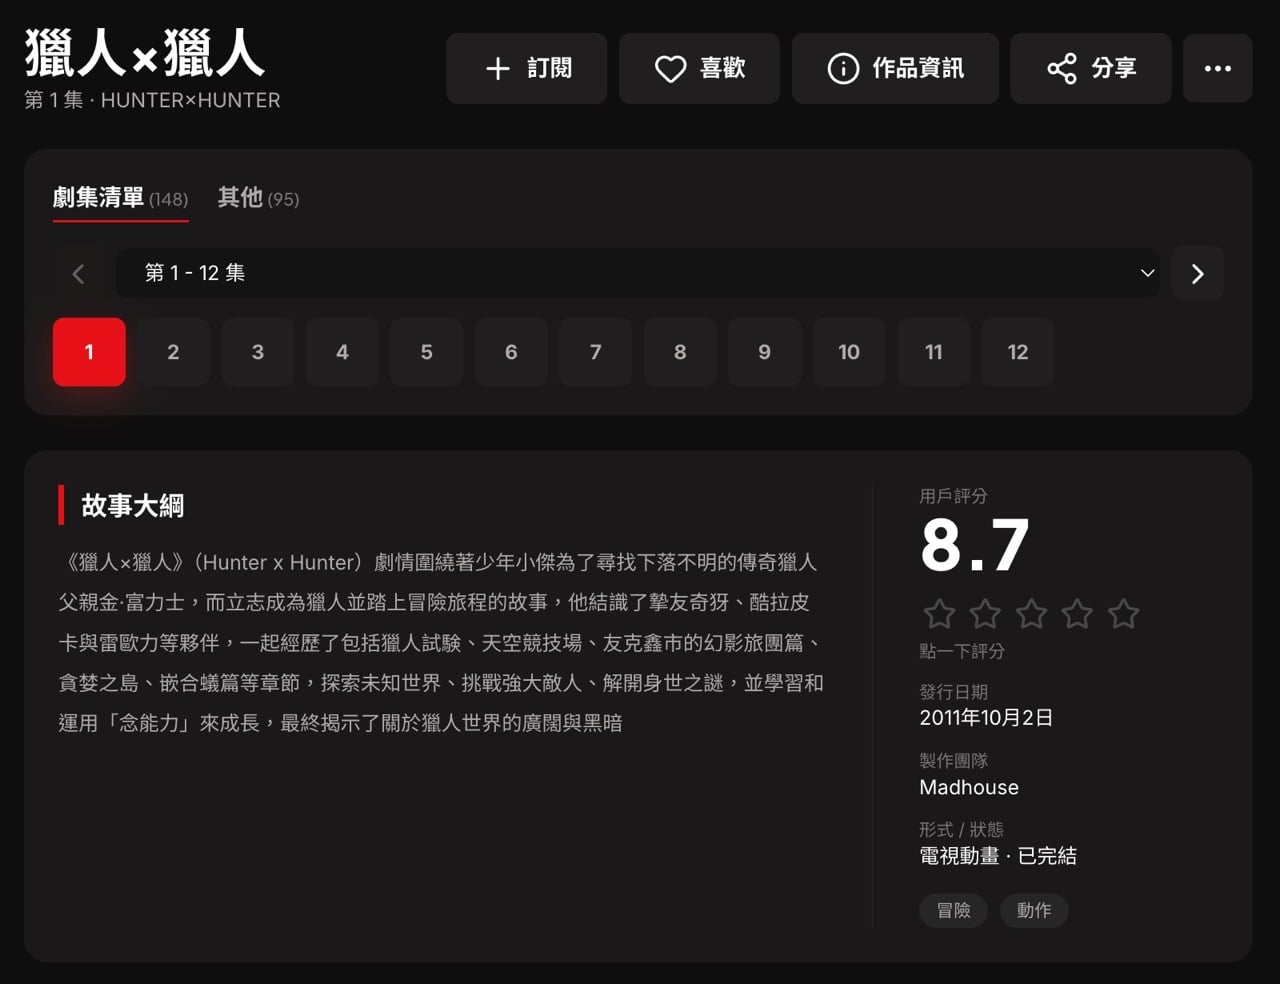 獵人×獵人
第 1 集 · HUNTER×HUNTER
訂閱
喜歡
作品資訊
分享
劇集清單 (148)
其他 (95)
第 1 - 12 集
1 2 3 4 5 6 7 8 9 10 11 12
故事大綱
《獵人×獵人》（Hunter x Hunter）劇情圍繞著少年小傑為了尋找下落不明的傳奇獵人
父親金·富力士，而立志成為獵人並踏上冒險旅程的故事，他結識了摯友奇犽、酷拉皮
卡與雷歐力等夥伴，一起經歷了包括獵人試驗、天空競技場、友克鑫市的幻影旅團篇、
貪婪之島、嵌合蟻篇等章節，探索未知世界、挑戰強大敵人、解開身世之謎，並學習和
運用「念能力」來成長，最終揭示了關於獵人世界的廣闊與黑暗
用戶評分
8.7
點一下評分
發行日期
2011年10月2日
製作團隊
Madhouse
形式 / 狀態
電視動畫 · 已完結
冒險
動作